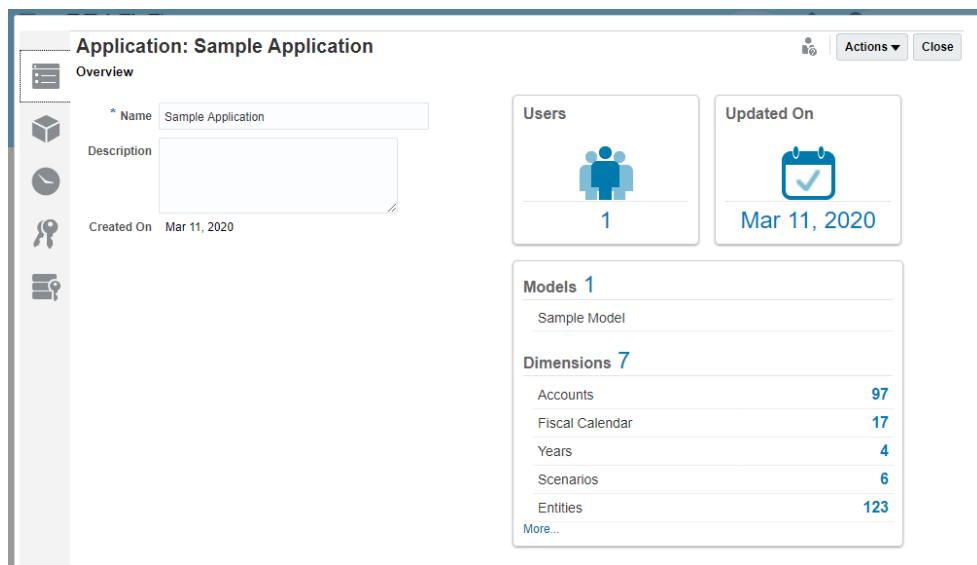 Application: Sample Application
Actions
Close
Overview
* Name Sample Application
Description
Created On Mar 11, 2020
Users
1
Updated On
Mar 11, 2020
Models 1
Sample Model
Dimensions 7
Accounts 97
Fiscal Calendar 17
Years 4
Scenarios 6
Entities 123
More...